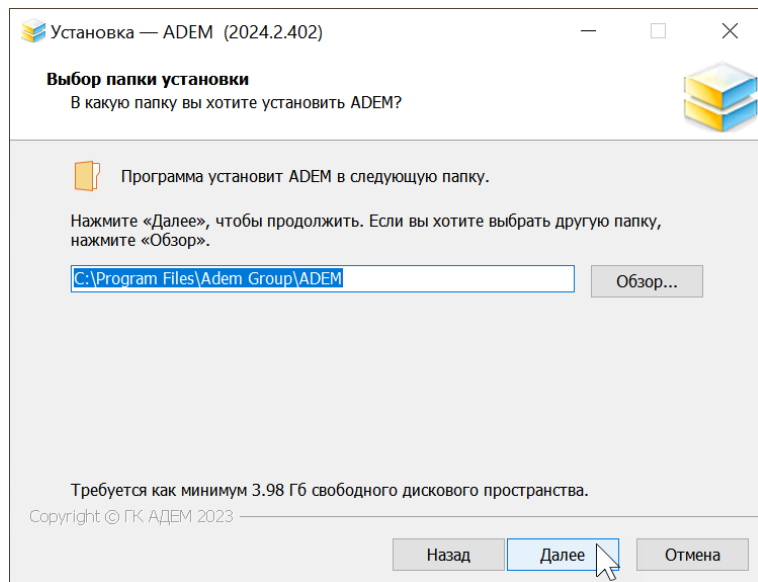 Установка — ADEM (2024.2.402)
Выбор папки установки
В какую папку вы хотите установить ADEM?
Программа установит ADEM в следующую папку.
Нажмите «Далее», чтобы продолжить. Если вы хотите выбрать другую папку,
нажмите «Обзор».
C:\Program Files\Adem Group\ADEM
Обзор...
Требуется как минимум 3.98 Гб свободного дискового пространства.
Copyright © ГК АДЕМ 2023
Назад
Далее
Отмена